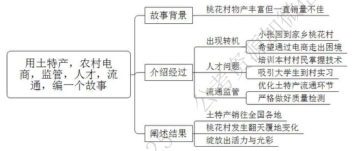 故事背景
桃花村物产丰富但一直销量不佳
用土特产，农村电
商，监管，人才，流
通，编一个故事
介绍经过
出现转机
小张回到家乡桃花村
希望通过电商走出困境
人才问题
培训本村村民掌握技术
吸引大学生到村实习
流通监管
优化土特产流通环节
严格做好质量检测
阐述结果
土特产销往全国各地
桃花村发生翻天覆地变化
绽放出活力与光彩